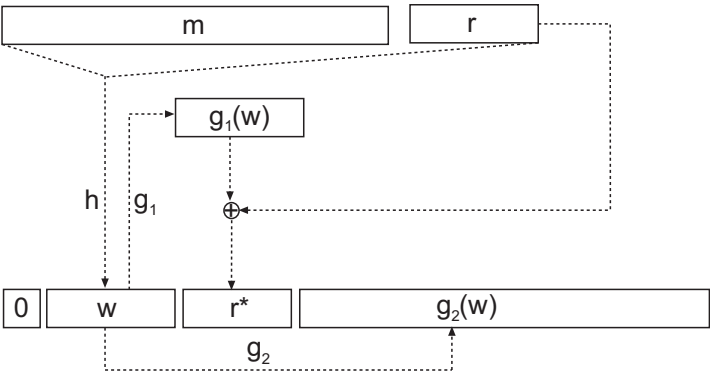 m r
g₁(w)
h g₁
⊕
0 w r* g₂(w)
g₂